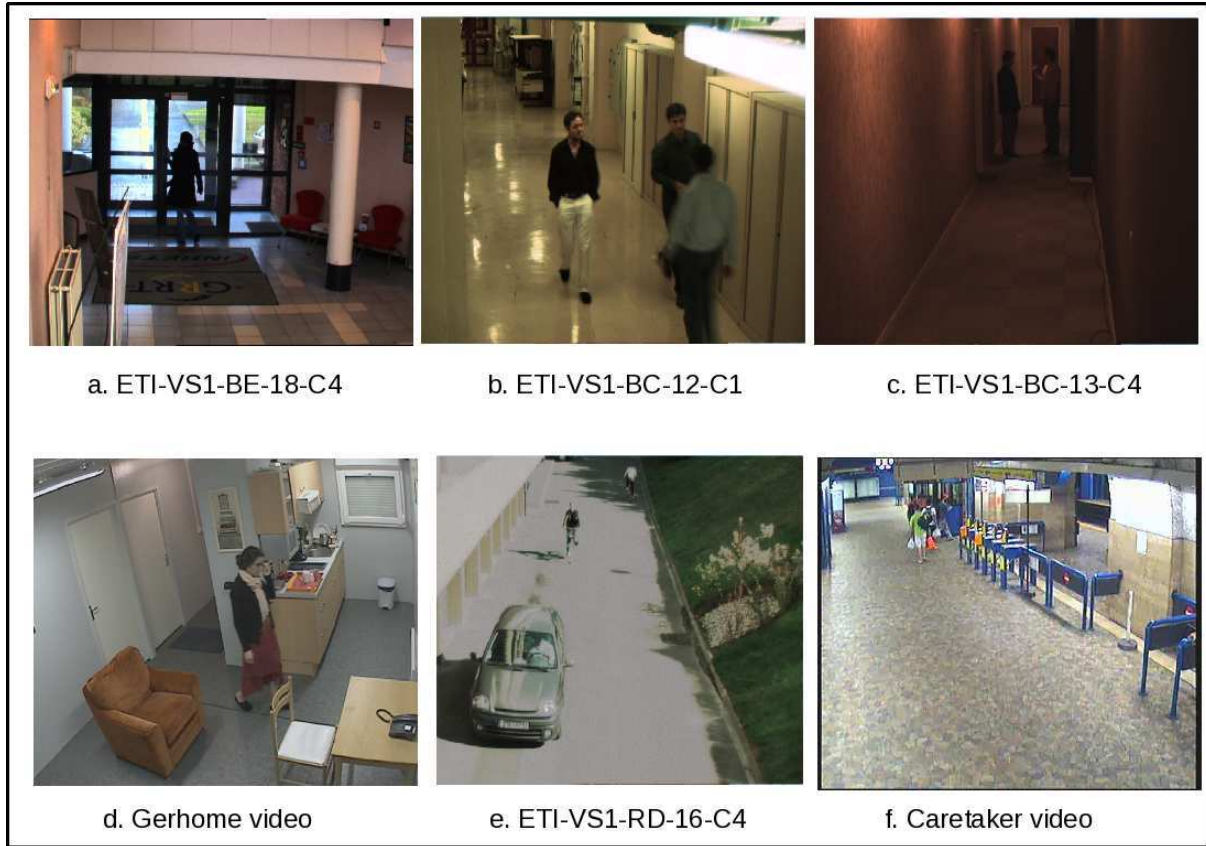 a. ETI-VS1-BE-18-C4
b. ETI-VS1-BC-12-C1
c. ETI-VS1-BC-13-C4
d. Gerhome video
e. ETI-VS1-RD-16-C4
f. Caretaker video